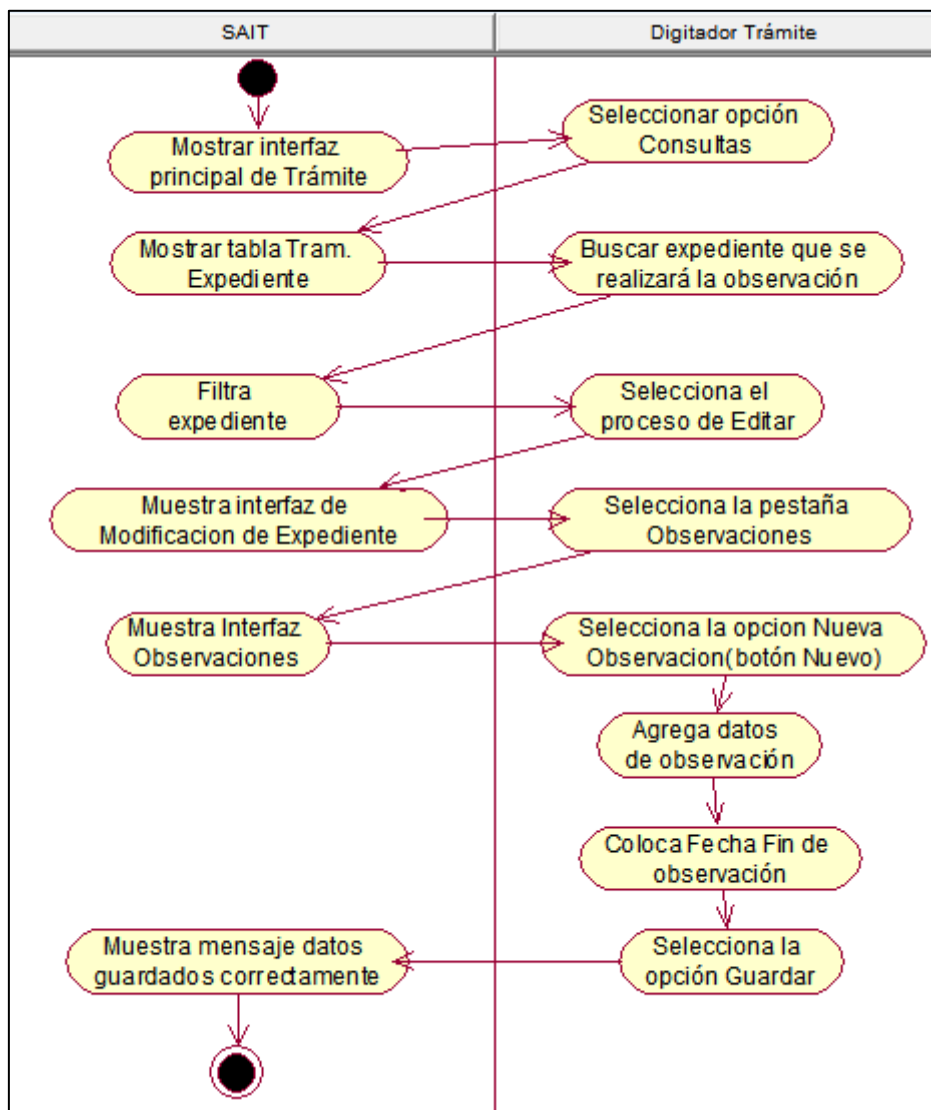 SAIT
Digitador Trámite
Mostrar interfaz
principal de Trámite
Seleccionar opción
Consultas
Mostrar tabla Tram.
Expediente
Buscar expediente que se
realizará la observación
Filtra
expediente
Selecciona el
proceso de Editar
Muestra interfaz de
Modificacion de Expediente
Selecciona la pestaña
Observaciones
Muestra Interfaz
Observaciones
Selecciona la opcion Nueva
Observacion(botón Nuevo)
Agrega datos
de observación
Coloca Fecha Fin de
observación
Selecciona la
opción Guardar
Muestra mensaje datos
guardados correctamente